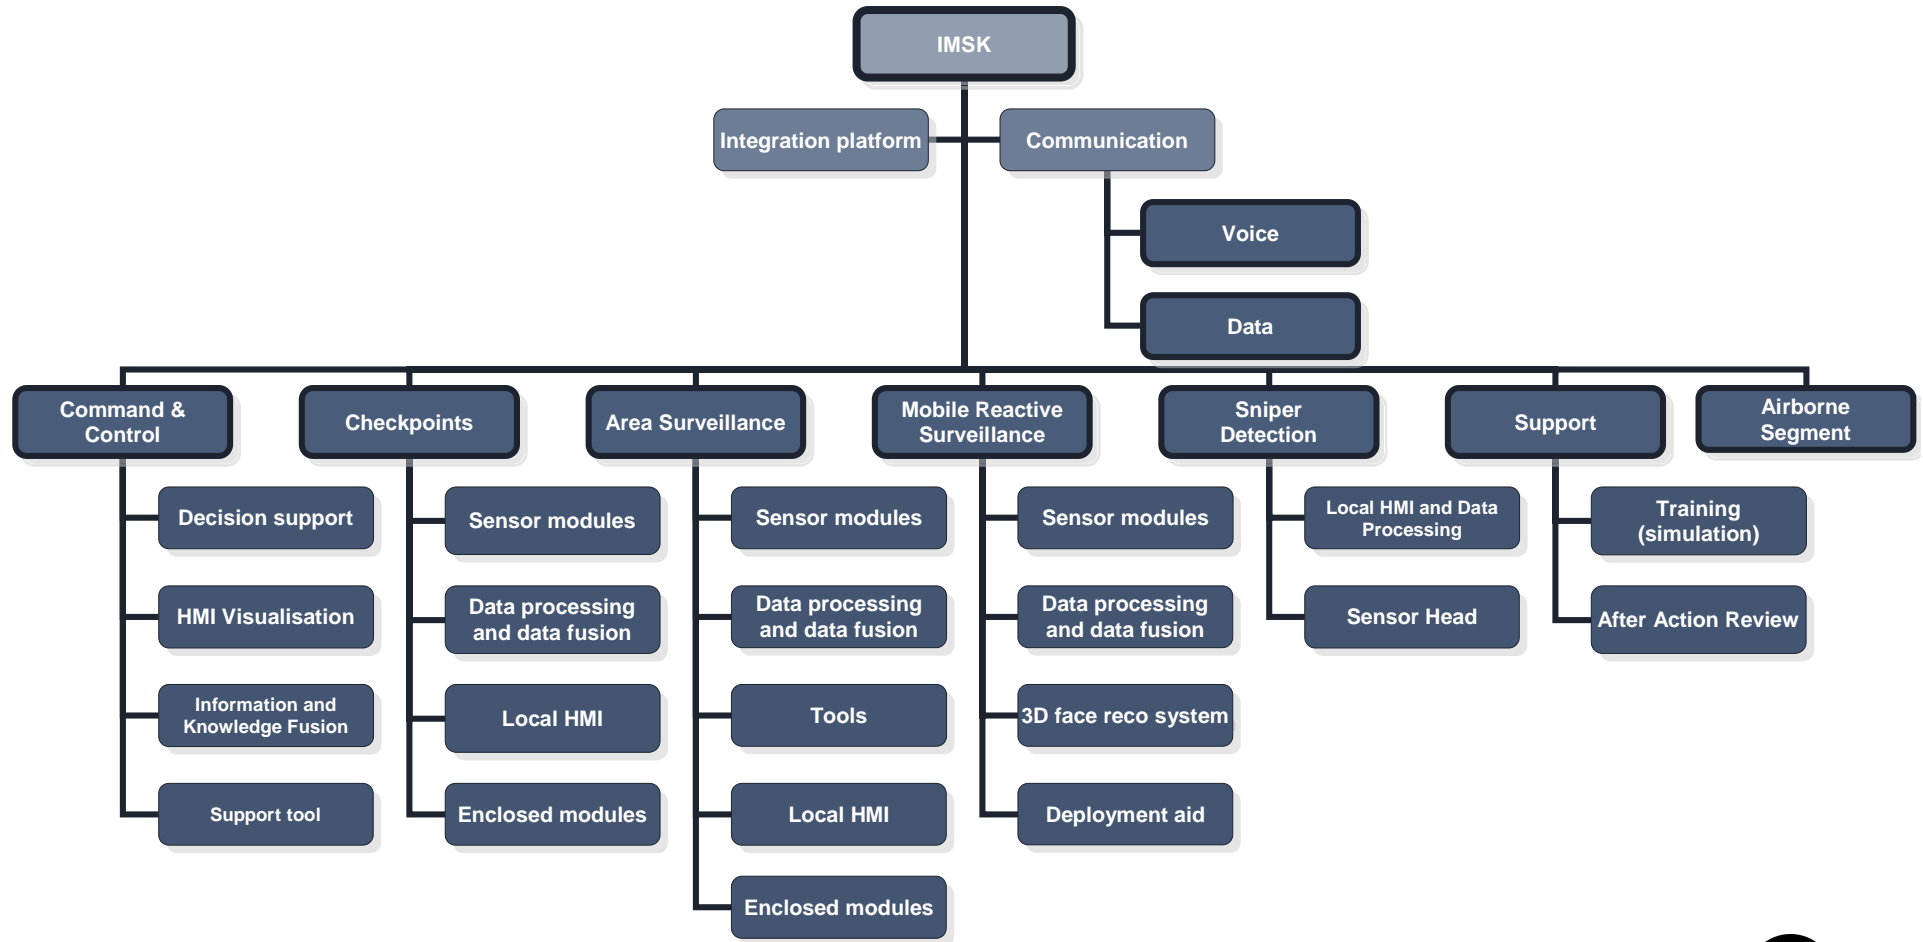 IMSK
Integration platform
Communication
Voice
Data
Command &
Control
Checkpoints
Area Surveillance
Mobile Reactive
Surveillance
Sniper
Detection
Support
Airborne
Segment
Decision support
HMI Visualisation
Information and
Knowledge Fusion
Support tool
Sensor modules
Data processing
and data fusion
Local HMI
Enclosed modules
Sensor modules
Data processing
and data fusion
Tools
Local HMI
Enclosed modules
Sensor modules
Data processing
and data fusion
3D face reco system
Deployment aid
Local HMI and Data
Processing
Sensor Head
Training
(simulation)
After Action Review